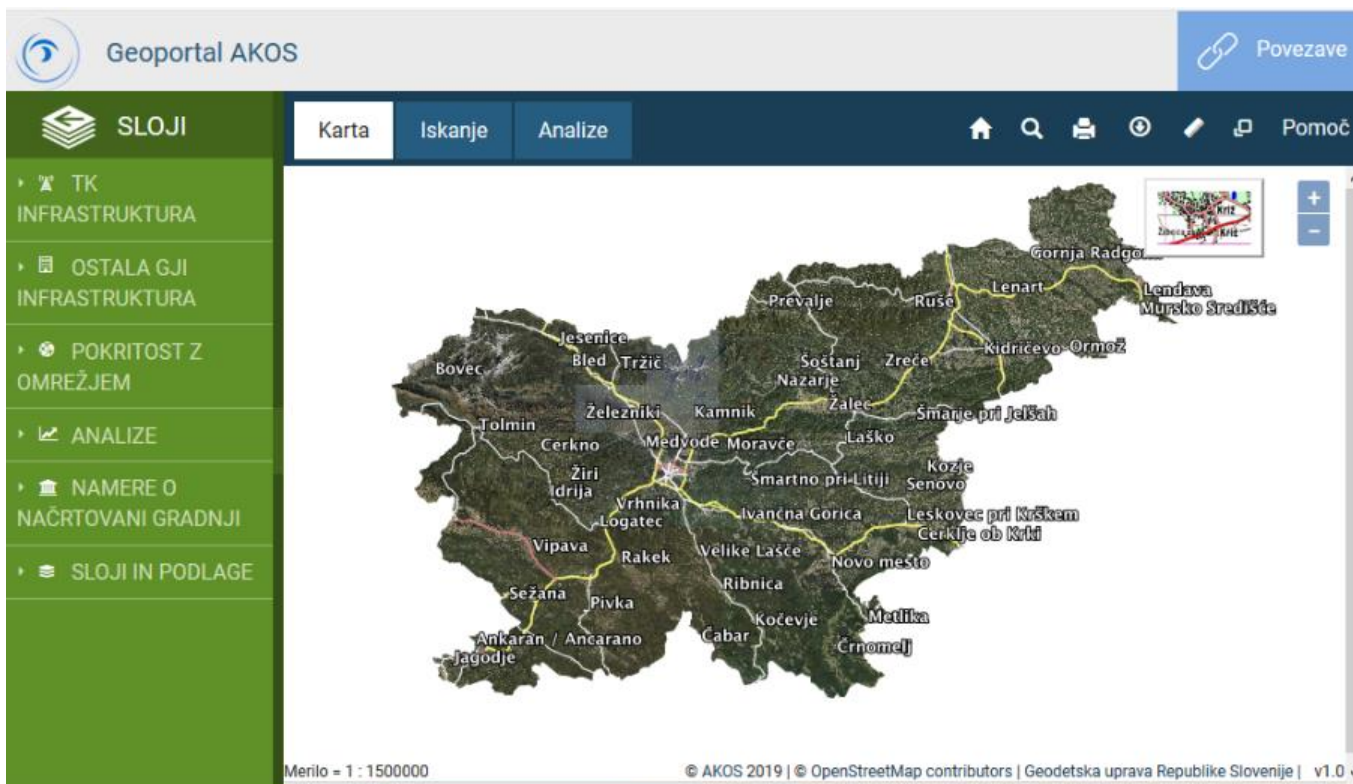 Geoportal AKOS
Povezave
SLOJI
Karta
Iskanje
Analize
Pomoč
TK
INFRASTRUKTURA
OSTALA GJI
INFRASTRUKTURA
POKRITOST Z
OMREŽJEM
ANALIZE
NAMERE O
NAČRTOVANI GRADNJI
SLOJI IN PODLAGE
Križ
Križ
+
−
Gornja Radgo
Lenart
Lendava
Prevalje
Ruše
Mursko Središće
Jesenice
Kidričevo
Ormož
Bovec
Bled
Tržič
Šoštanj
Zreče
Nazarje
Železniki
Kamnik
Žalec
Šmarje pri Jelšah
Tolmin
Cerkno
Medvode
Moravče
Laško
Žiri
Kozje
Idrija
Šmartno pri Litiji
Senovo
Vrhnika
Ivančna Gorica
Leskovec pri Krškem
Logatec
Cerklje ob Krki
Vipava
Rakek
Velike Lašče
Novo mesto
Ribnica
Sežana
Pivka
Kočevje
Metlika
Ankaran / Ancarano
Čabar
Črnomelj
Jagodje
Merilo = 1 : 1500000
© AKOS 2019 | © OpenStreetMap contributors | Geodetska uprava Republike Slovenije | v1.0